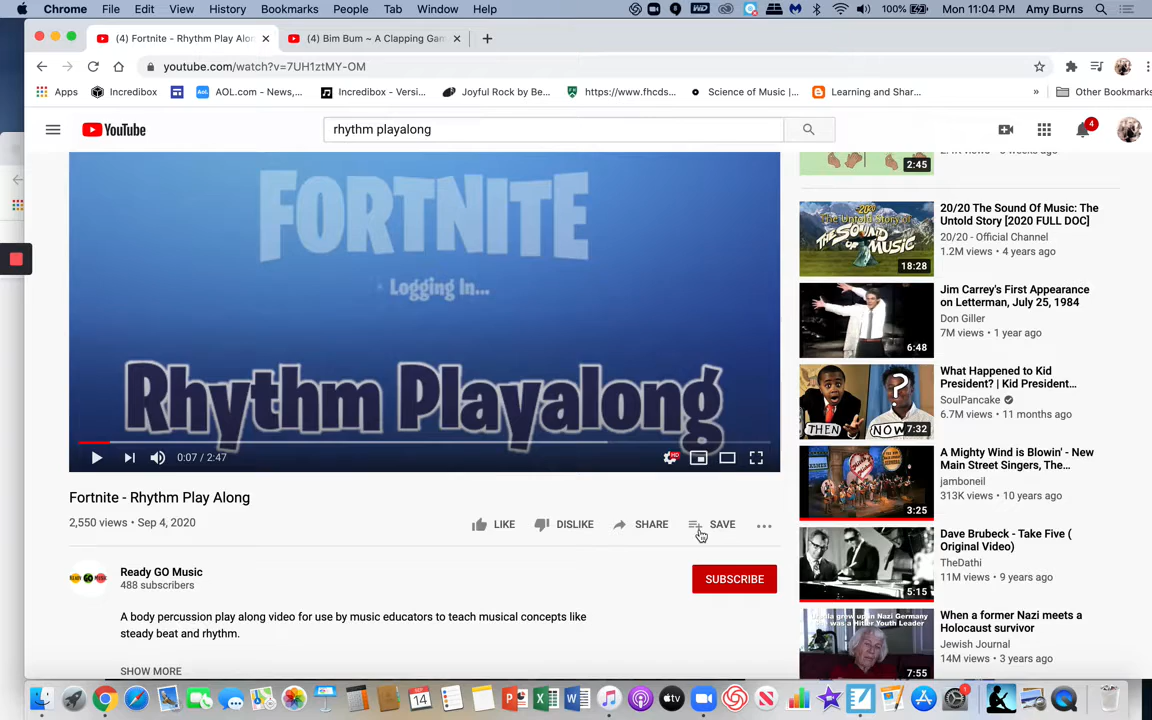 Chrome File Edit View History Bookmarks People Tab Window Help 100% Mon 11:04 PM Amy Burns
(4) Fortnite - Rhythm Play Alon (4) Bim Bum ~ A Clapping Gam
youtube.com/watch?v=7UH1ztMY-OM
Apps Incredibox AOL.com - News,... Incredibox - Versi... Joyful Rock by Be... https://www.fhcds... Science of Music |... Learning and Shar... » Other Bookmarks
YouTube rhythm playalong 4
2:45
FORTNITE
Logging In...
Rhythm Playalong
0:07 / 2:47
HD
Fortnite - Rhythm Play Along
2,550 views • Sep 4, 2020
LIKE DISLIKE SHARE SAVE
Ready GO Music
488 subscribers
SUBSCRIBE
A body percussion play along video for use by music educators to teach musical concepts like
steady beat and rhythm.
SHOW MORE
20/20 The Sound Of Music: The
Untold Story [2020 FULL DOC]
20/20 - Official Channel
1.2M views • 4 years ago
18:28
Jim Carrey's First Appearance
on Letterman, July 25, 1984
Don Giller
7M views • 1 year ago
6:48
What Happened to Kid
President? | Kid President...
SoulPancake
6.7M views • 11 months ago
THEN NOW 7:32
A Mighty Wind is Blowin' - New
Main Street Singers, The...
jamboneil
313K views • 10 years ago
3:25
Dave Brubeck - Take Five (
Original Video)
TheDathi
11M views • 9 years ago
5:15
When a former Nazi meets a
Holocaust survivor
Jewish Journal
14M views • 3 years ago
7:55
SEP
14